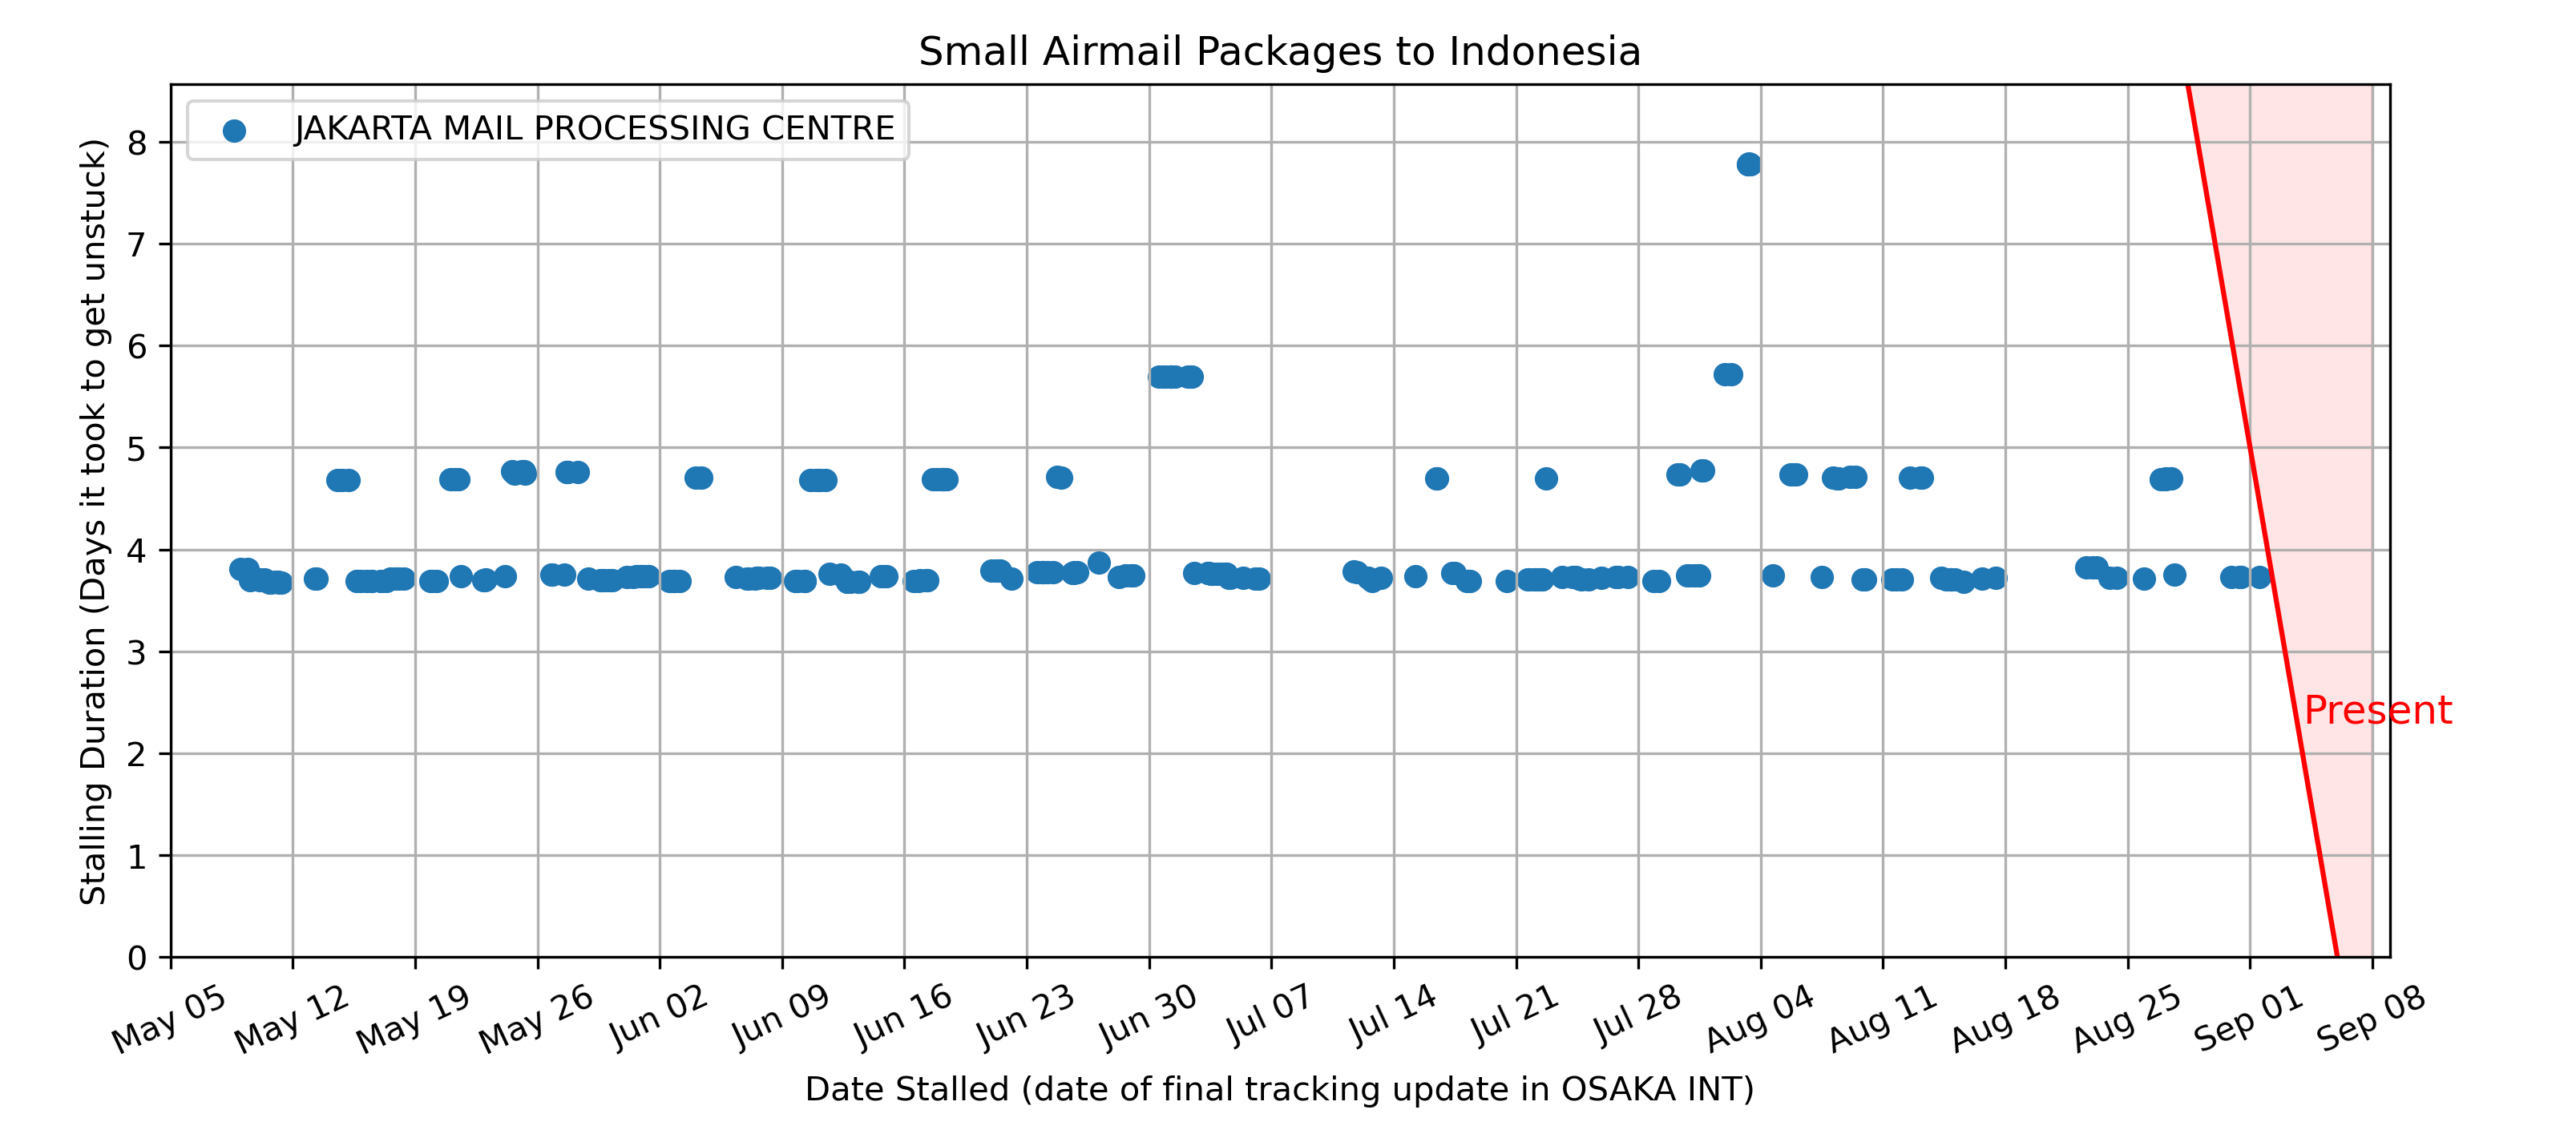 Small Airmail Packages to Indonesia
JAKARTA MAIL PROCESSING CENTRE
Stalling Duration (Days it took to get unstuck)
8
7
6
5
4
3
2
1
0
Present
May 05
May 12
May 19
May 26
Jun 02
Jun 09
Jun 16
Jun 23
Jun 30
Jul 07
Jul 14
Jul 21
Jul 28
Aug 04
Aug 11
Aug 18
Aug 25
Sep 01
Sep 08
Date Stalled (date of final tracking update in OSAKA INT)